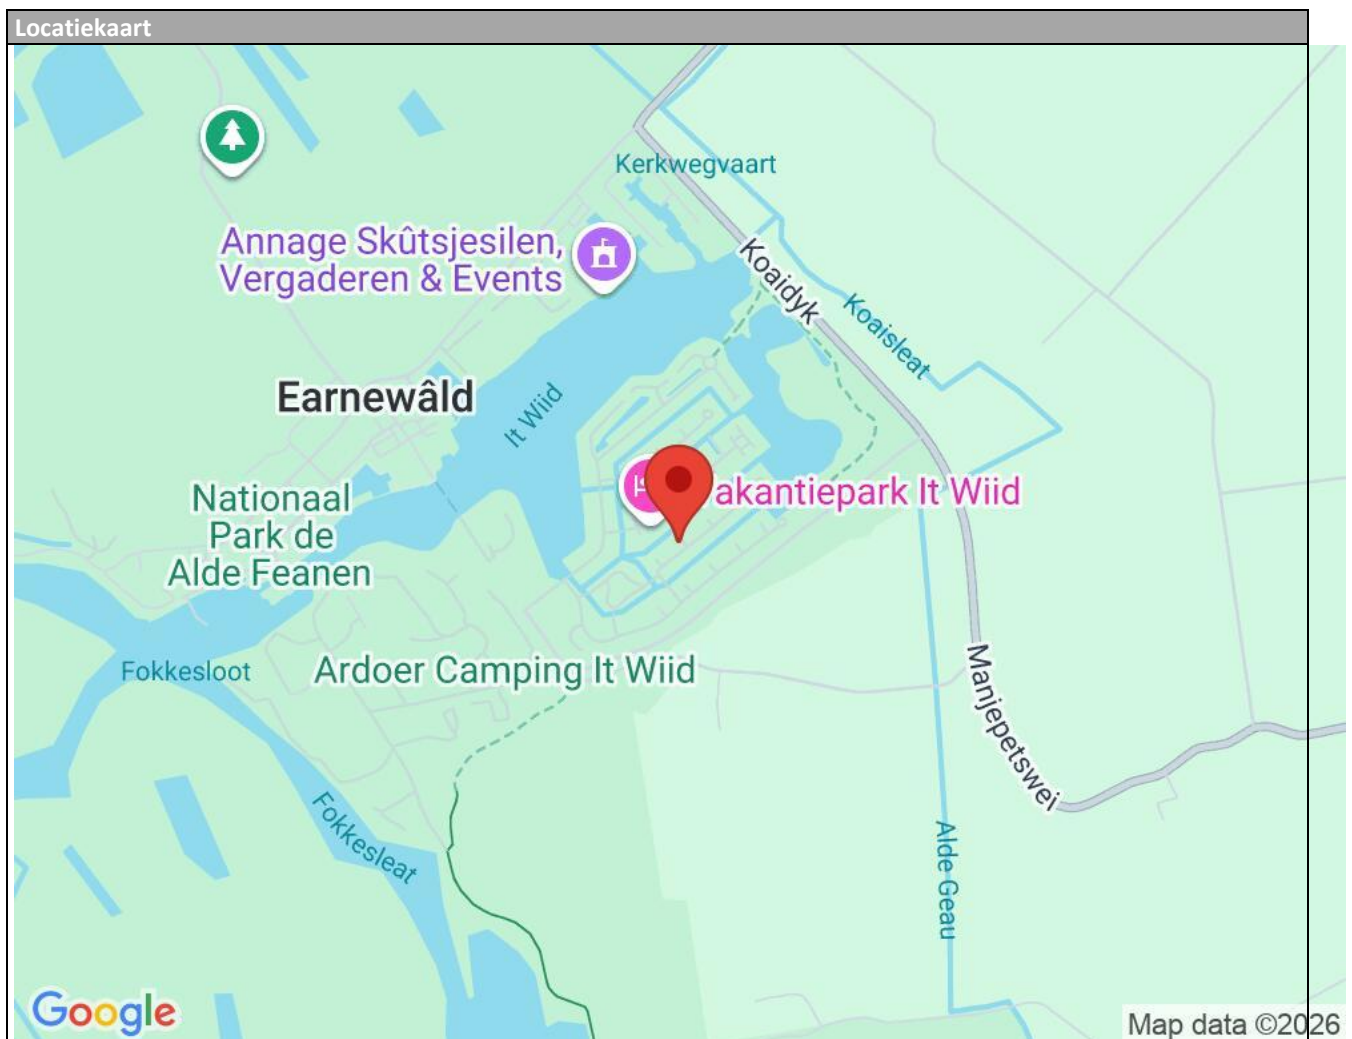 Locatiekaart
Kerkwegvaart
Annage Skûtsjesilen,
Vergaderen & Events
Koaidyk
Koaisleat
Earnewâld
It Wiid
akantiepark It Wiid
Nationaal
Park de
Alde Feanen
Fokkesloot
Ardoer Camping It Wiid
Manjepetswei
Fokkesleat
Alde Geau
Google
Map data ©2026